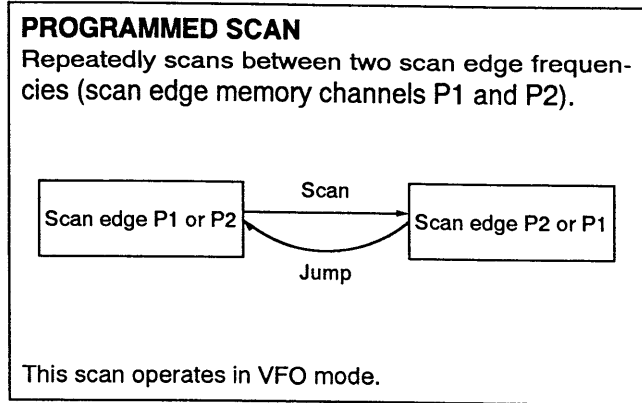 PROGRAMMED SCAN
Repeatedly scans between two scan edge frequen-
cies (scan edge memory channels P1 and P2).
Scan
Scan edge P1 or P2
Scan edge P2 or P1
Jump
This scan operates in VFO mode.